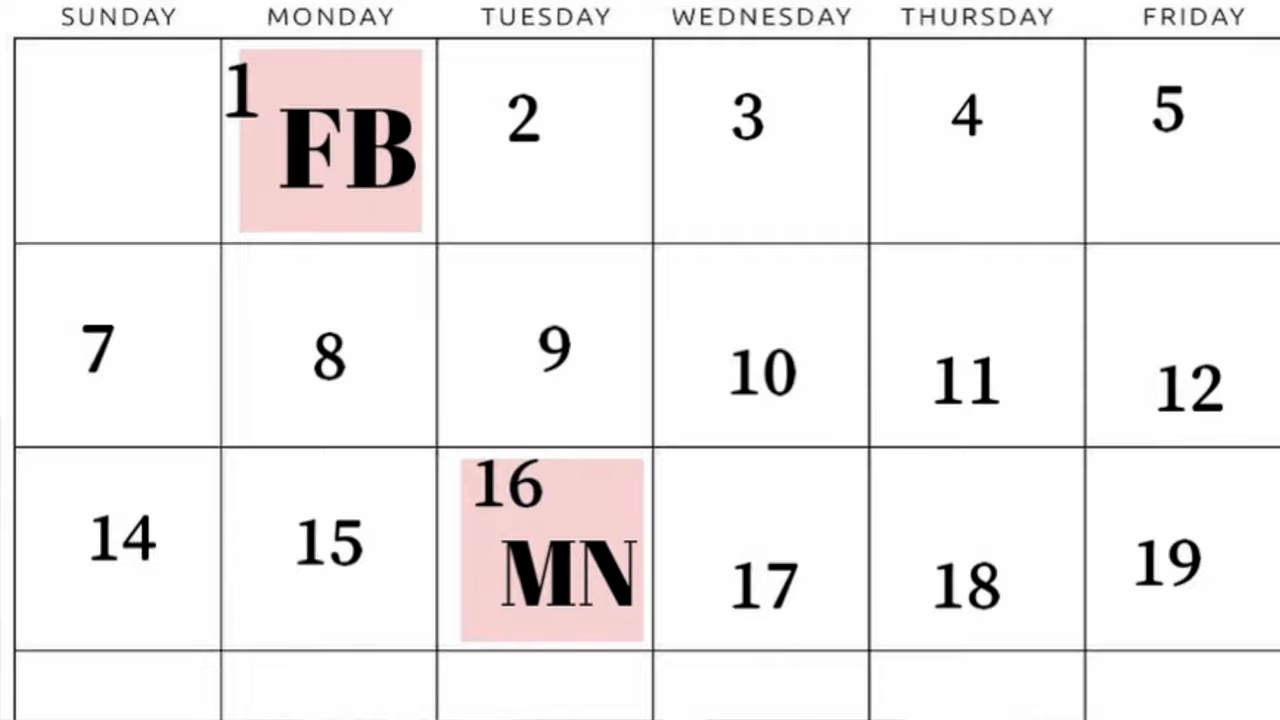 SUNDAY MONDAY TUESDAY WEDNESDAY THURSDAY FRIDAY
1 FB 2 3 4 5
7 8 9 10 11 12
14 15 16 MN 17 18 19